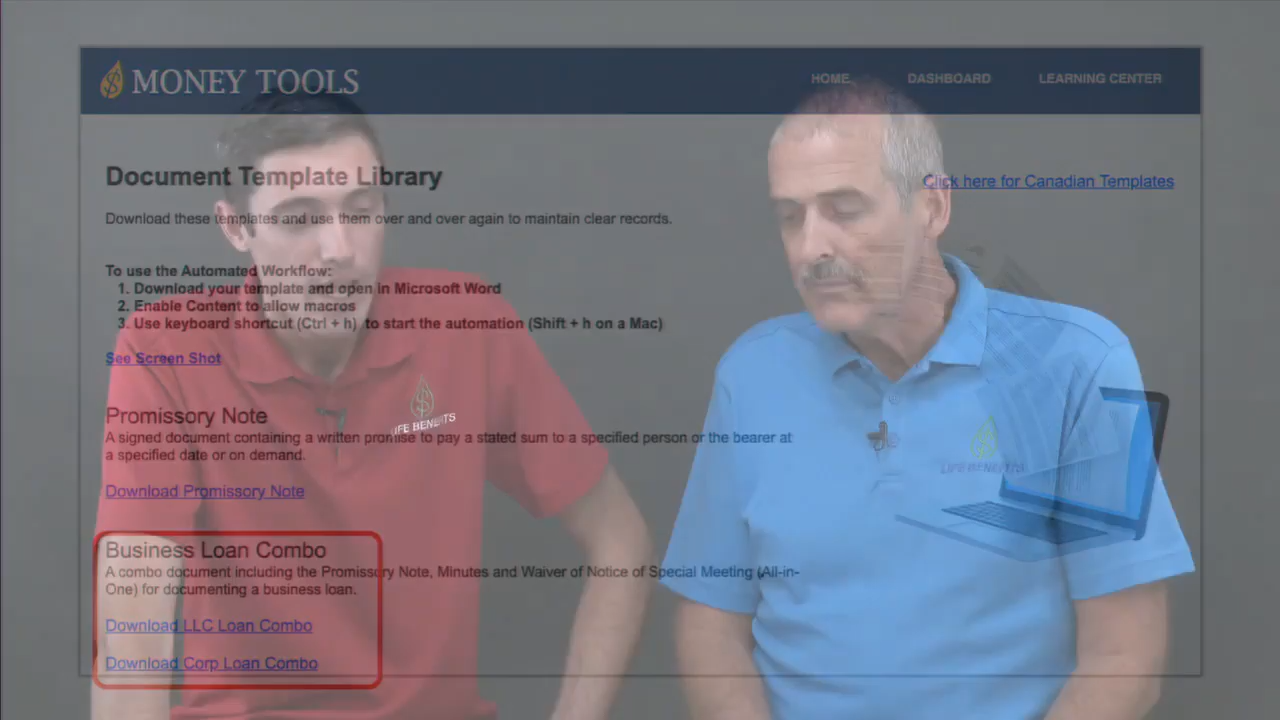 MONEY TOOLS
HOME
DASHBOARD
LEARNING CENTER
Document Template Library
Click here for Canadian Templates
Download these templates and use them over and over again to maintain clear records.
To use the Automated Workflow:
1. Download your template and open in Microsoft Word
2. Enable Content to allow macros
3. Use keyboard shortcut (Ctrl + h) to start the automation (Shift + h on a Mac)
See Screen Shot
Promissory Note
A signed document containing a written promise to pay a stated sum to a specified person or the bearer at
a specified date or on demand.
Download Promissory Note
Business Loan Combo
A combo document including the Promissory Note, Minutes and Waiver of Notice of Special Meeting (All-in-
One) for documenting a business loan.
Download LLC Loan Combo
Download Corp Loan Combo
LIFE BENEFITS
LIFE BENEFITS